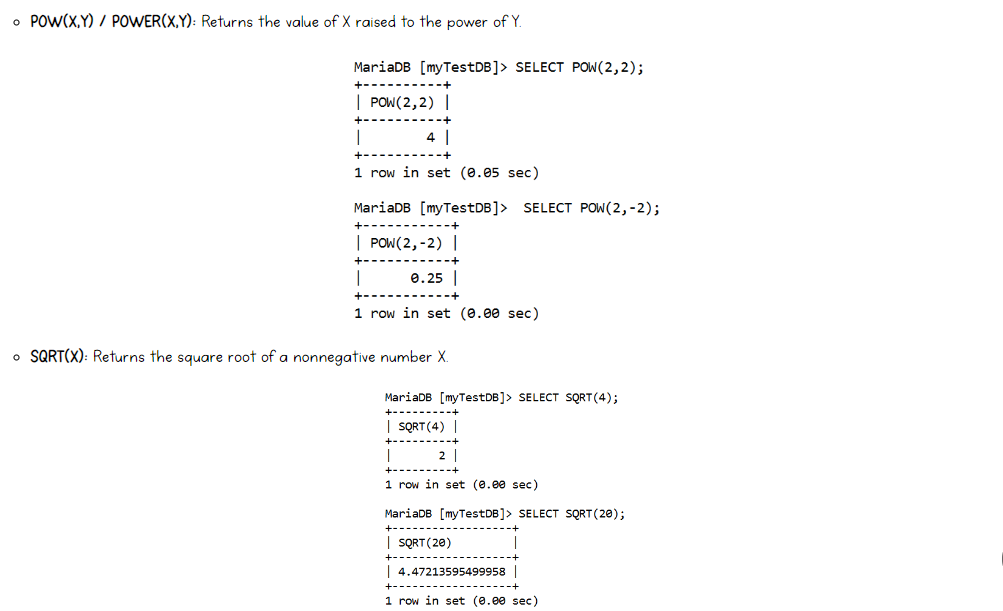 o POW(X,Y) / POWER(X,Y): Returns the value of X raised to the power of Y.
MariaDB [myTestDB]> SELECT POW(2,2);
+----------+
| POW(2,2) |
+----------+
|        4 |
+----------+
1 row in set (0.05 sec)
MariaDB [myTestDB]>  SELECT POW(2,-2);
+-----------+
| POW(2,-2) |
+-----------+
|      0.25 |
+-----------+
1 row in set (0.00 sec)
o SQRT(X): Returns the square root of a nonnegative number X.
MariaDB [myTestDB]> SELECT SQRT(4);
+---------+
| SQRT(4) |
+---------+
|       2 |
+---------+
1 row in set (0.00 sec)
MariaDB [myTestDB]> SELECT SQRT(20);
+------------------+
| SQRT(20)         |
+------------------+
| 4.47213595499958 |
+------------------+
1 row in set (0.00 sec)